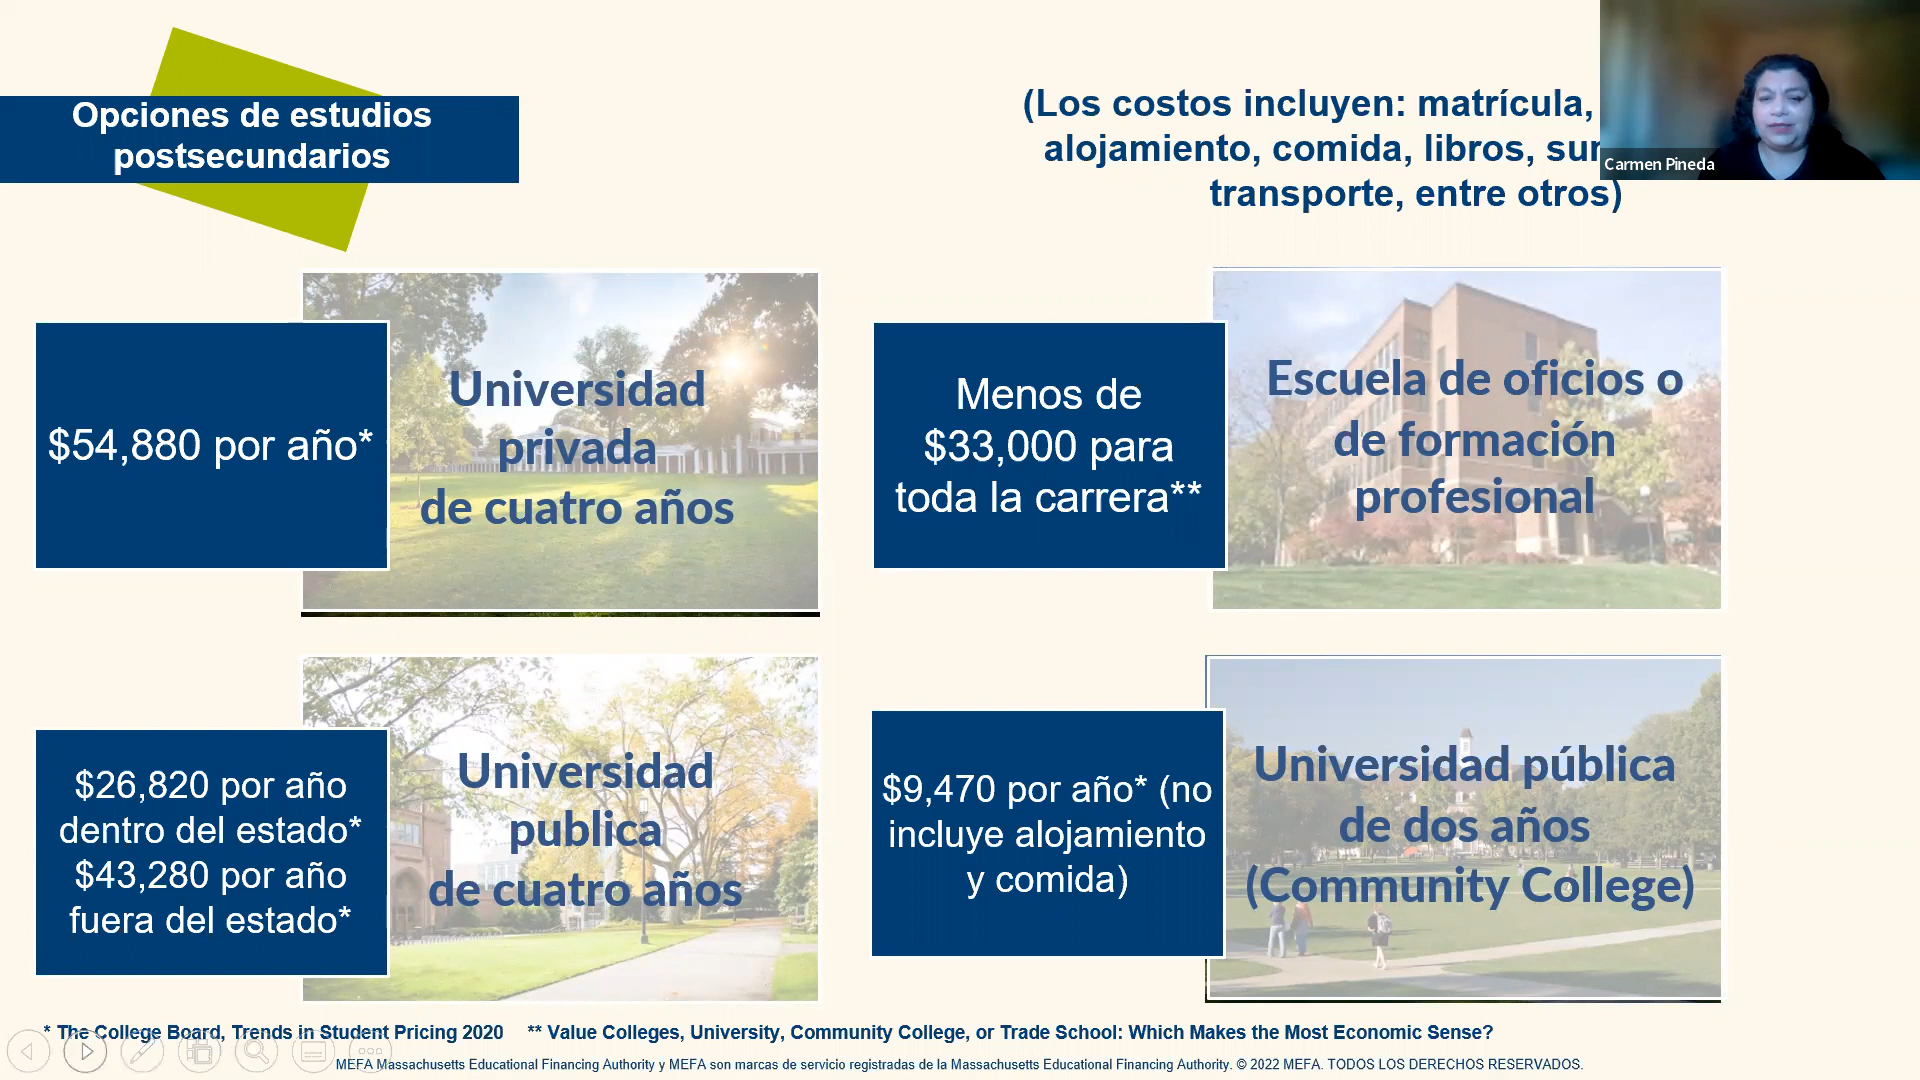 Opciones de estudios
postsecundarios
(Los costos incluyen: matrícula,
alojamiento, comida, libros,
transporte, entre otros)
Carmen Pineda
$54,880 por año*
Universidad
privada
de cuatro años
Menos de
$33,000 para
toda la carrera**
Escuela de oficios o
de formación
profesional
$26,820 por año
dentro del estado*
$43,280 por año
fuera del estado*
Universidad
publica
de cuatro años
$9,470 por año* (no
incluye alojamiento
y comida)
Universidad pública
de dos años
(Community College)
* The College Board, Trends in Student Pricing 2020 ** Value Colleges, University, Community College, or Trade School: Which Makes the Most Economic Sense?
MEFA Massachusetts Educational Financing Authority y MEFA son marcas de servicio registradas de la Massachusetts Educational Financing Authority. © 2022 MEFA. TODOS LOS DERECHOS RESERVADOS.